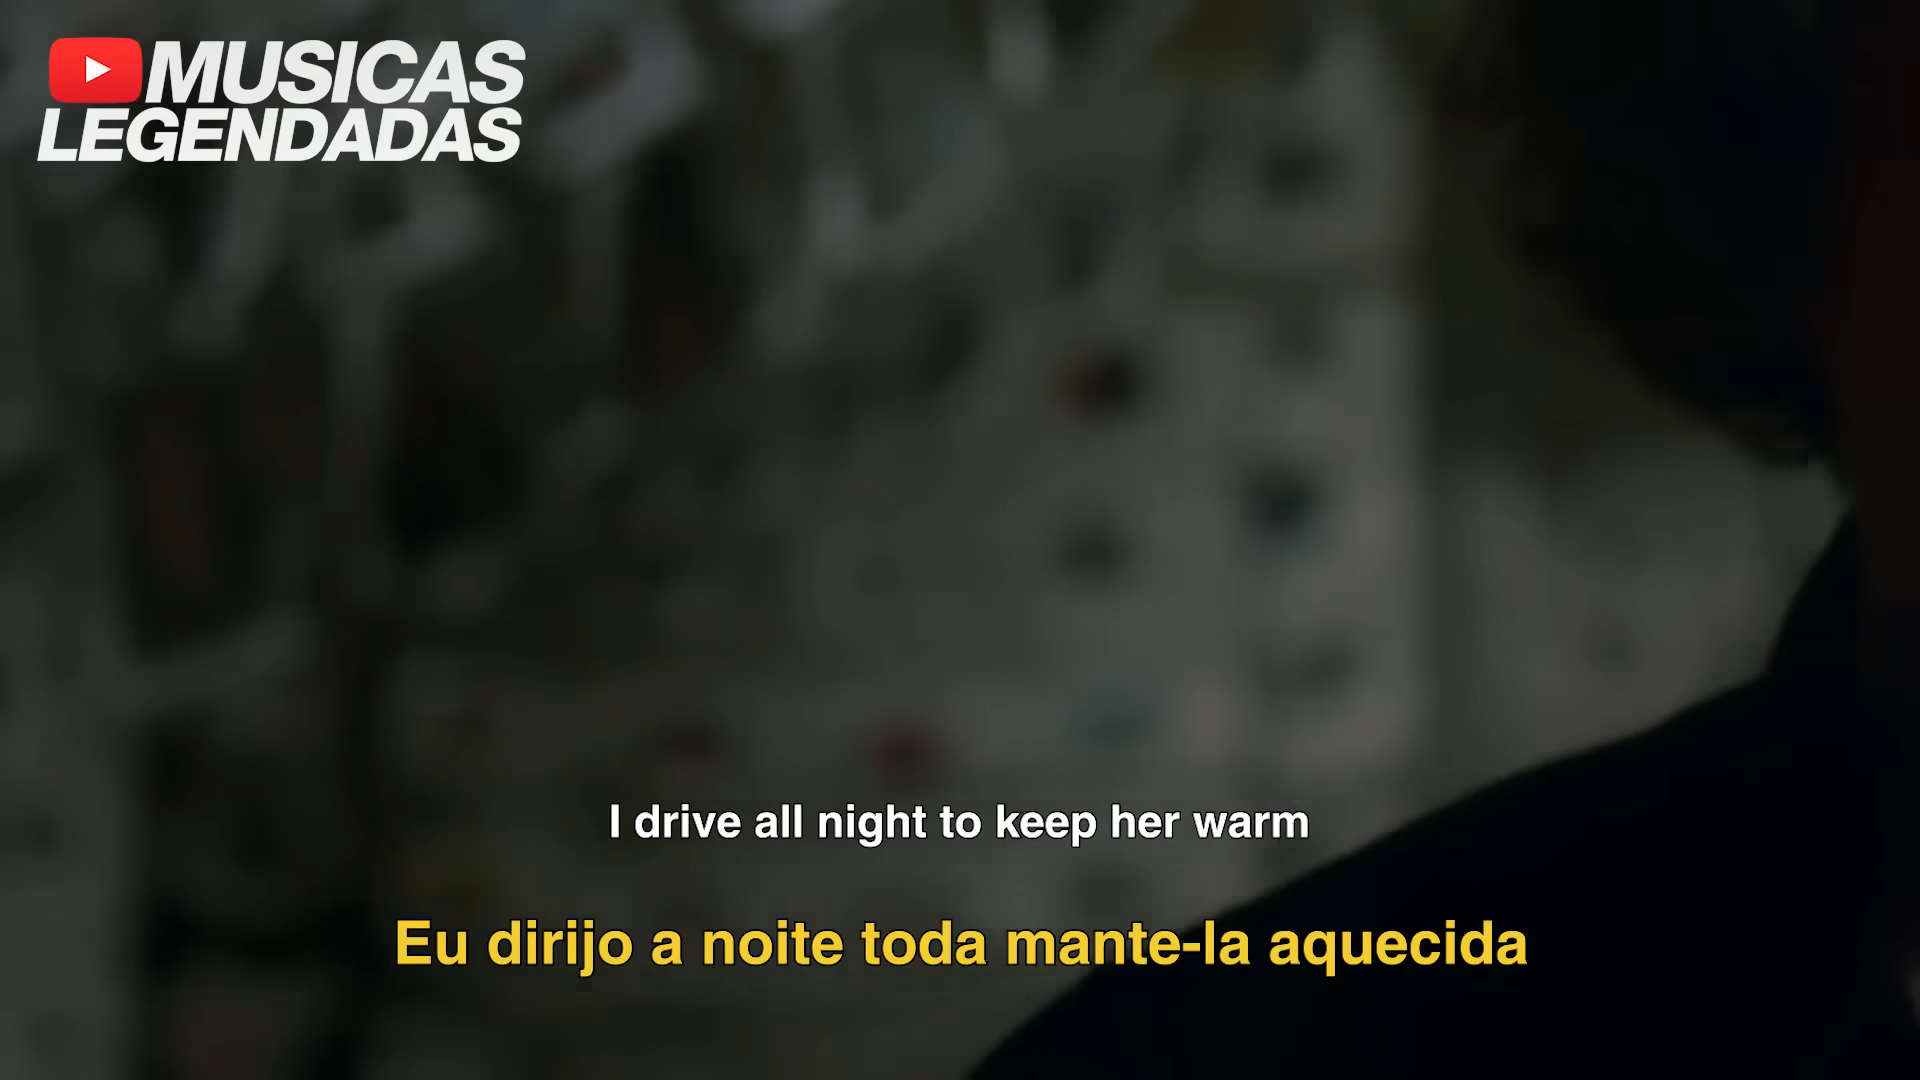 MUSICAS
LEGENDADAS
I drive all night to keep her warm
Eu dirijo a noite toda mante-la aquecida